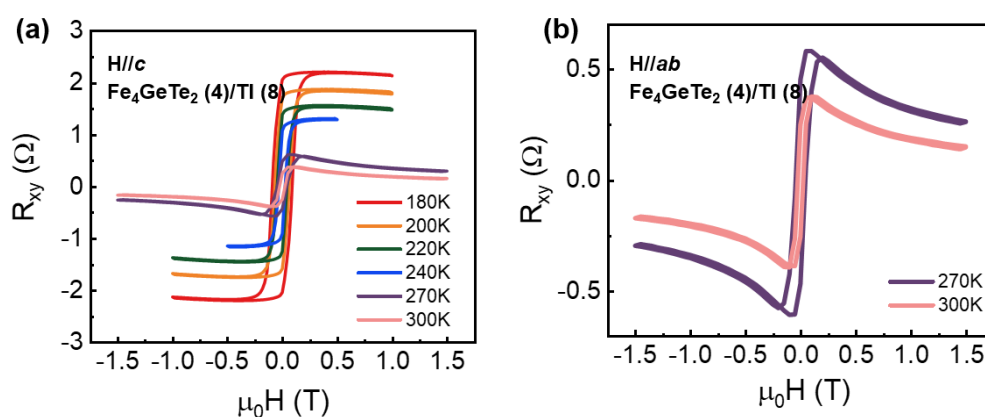 (a)
H//c
Fe₄GeTe₂ (4)/TI (8)
Rxy (Ω)
3
2
1
0
-1
-2
-3
180K
200K
220K
240K
270K
300K
-1.5 -1.0 -0.5 0.0 0.5 1.0 1.5
μ₀H (T)
(b)
H//ab
Fe₄GeTe₂ (4)/TI (8)
Rxy (Ω)
0.5
0.0
-0.5
270K
300K
-1.5 -1.0 -0.5 0.0 0.5 1.0 1.5
μ₀H (T)